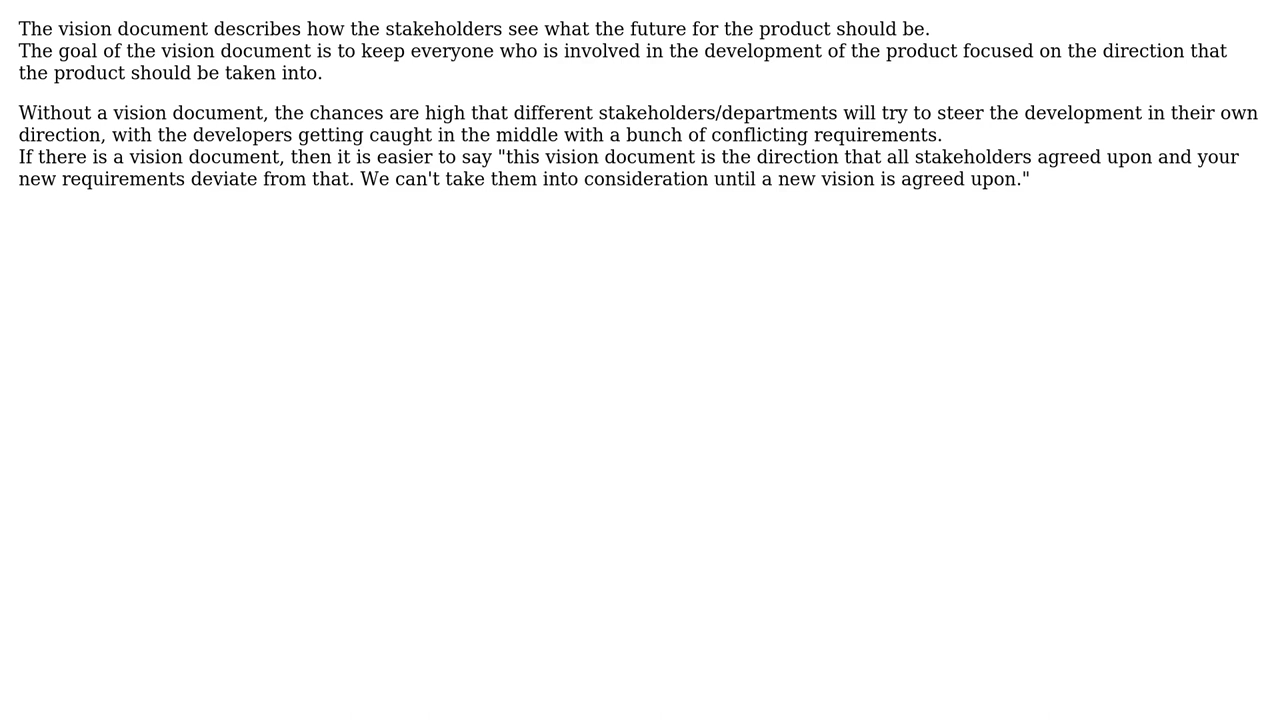 The vision document describes how the stakeholders see what the future for the product should be.
The goal of the vision document is to keep everyone who is involved in the development of the product focused on the direction that
the product should be taken into.
Without a vision document, the chances are high that different stakeholders/departments will try to steer the development in their own
direction, with the developers getting caught in the middle with a bunch of conflicting requirements.
If there is a vision document, then it is easier to say "this vision document is the direction that all stakeholders agreed upon and your
new requirements deviate from that. We can't take them into consideration until a new vision is agreed upon."